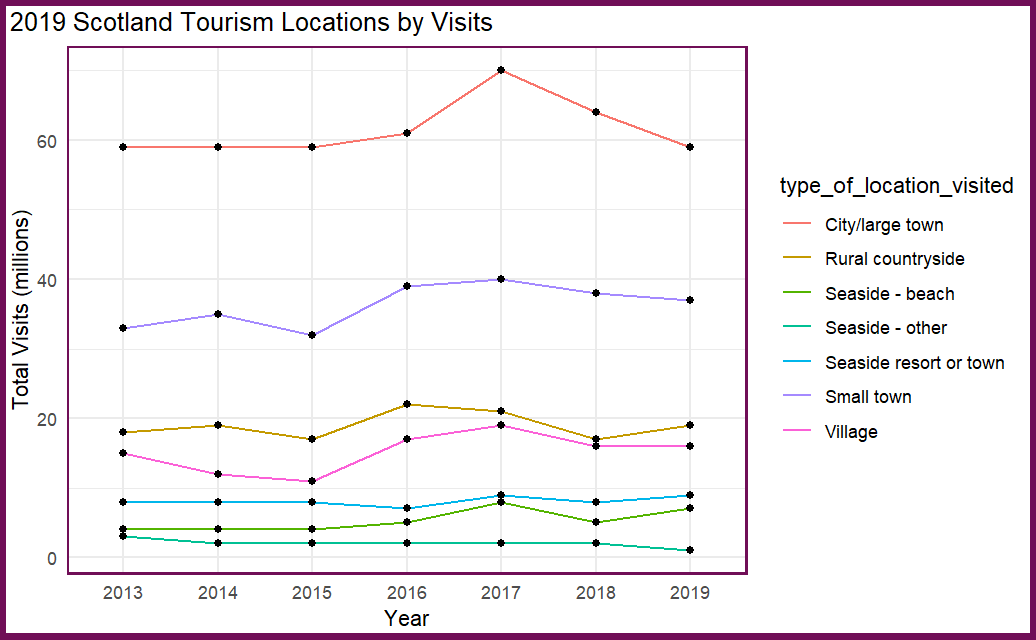 2019 Scotland Tourism Locations by Visits
Total Visits (millions)
60
40
20
0
2013 2014 2015 2016 2017 2018 2019
Year
type_of_location_visited
City/large town
Rural countryside
Seaside - beach
Seaside - other
Seaside resort or town
Small town
Village